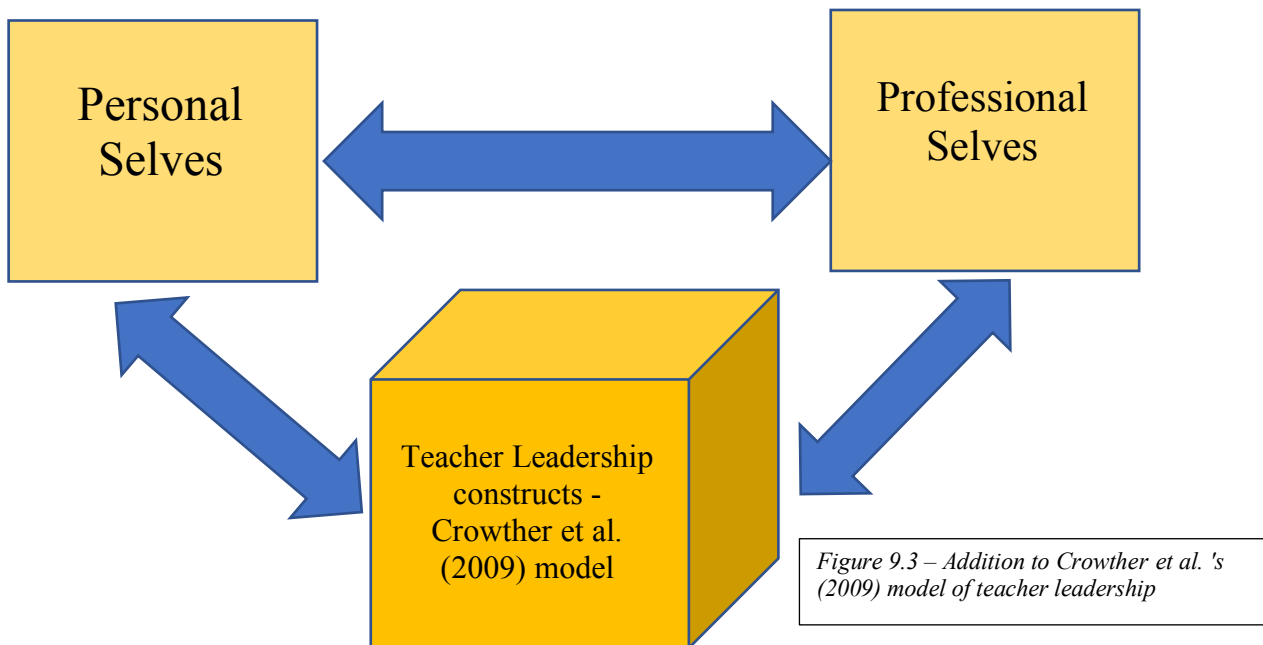 Personal
Selves
Professional
Selves
Teacher Leadership
constructs -
Crowther et al.
(2009) model
Figure 9.3 – Addition to Crowther et al. 's
(2009) model of teacher leadership